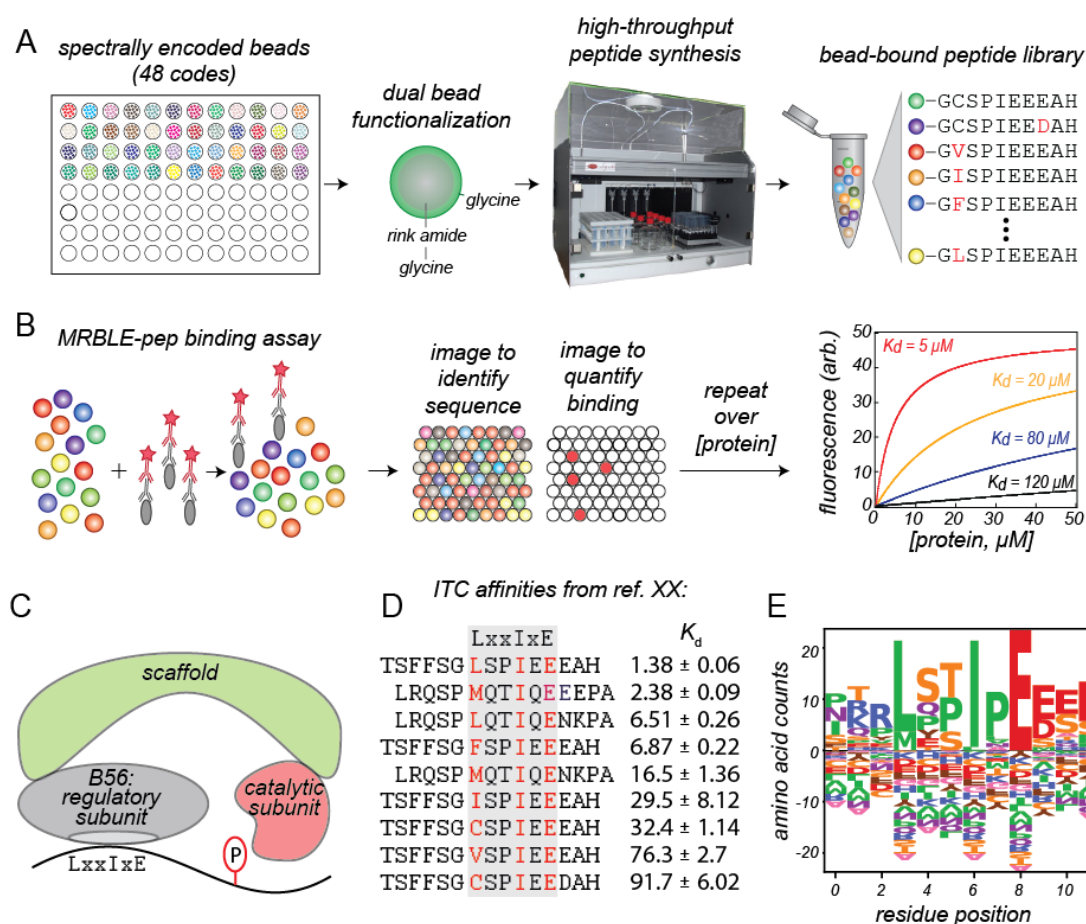 A
spectrally encoded beads
(48 codes)
dual bead
functionalization
glycine
rink amide
glycine
high-throughput
peptide synthesis
bead-bound peptide library
-GCSPIEEEAH
-GCSPIEEDAH
-GVSPIEEEAH
-GISPIEEEAH
-GFSPIEEEAH
-GLSPIEEEAH
B
MRBLE-pep binding assay
+
image to
identify
sequence
image to
quantify
binding
repeat
over
[protein]
fluorescence (arb.)
50
40
30
20
10
0
Kd = 5 µM
Kd = 20 µM
Kd = 80 µM
Kd = 120 µM
0 10 20 30 40 50
[protein, µM]
C
scaffold
B56:
regulatory
subunit
catalytic
subunit
LxxIxE
P
D
ITC affinities from ref. XX:
LxxIxE Kd
TSFFSGLSPIEEEAH 1.38 ± 0.06
LRQSPMQTIQEEEPA 2.38 ± 0.09
LRQSPLQTIQENKPA 6.51 ± 0.26
TSFFSGFSPIEEEAH 6.87 ± 0.22
LRQSPMQTIQENKPA 16.5 ± 1.36
TSFFSGISPIEEEAH 29.5 ± 8.12
TSFFSGCSPIEEEAH 32.4 ± 1.14
TSFFSGVSPIEEEAH 76.3 ± 2.7
TSFFSGCSPIEEDAH 91.7 ± 6.02
E
amino acid counts
20
10
0
-10
-20
0 2 4 6 8 10
residue position